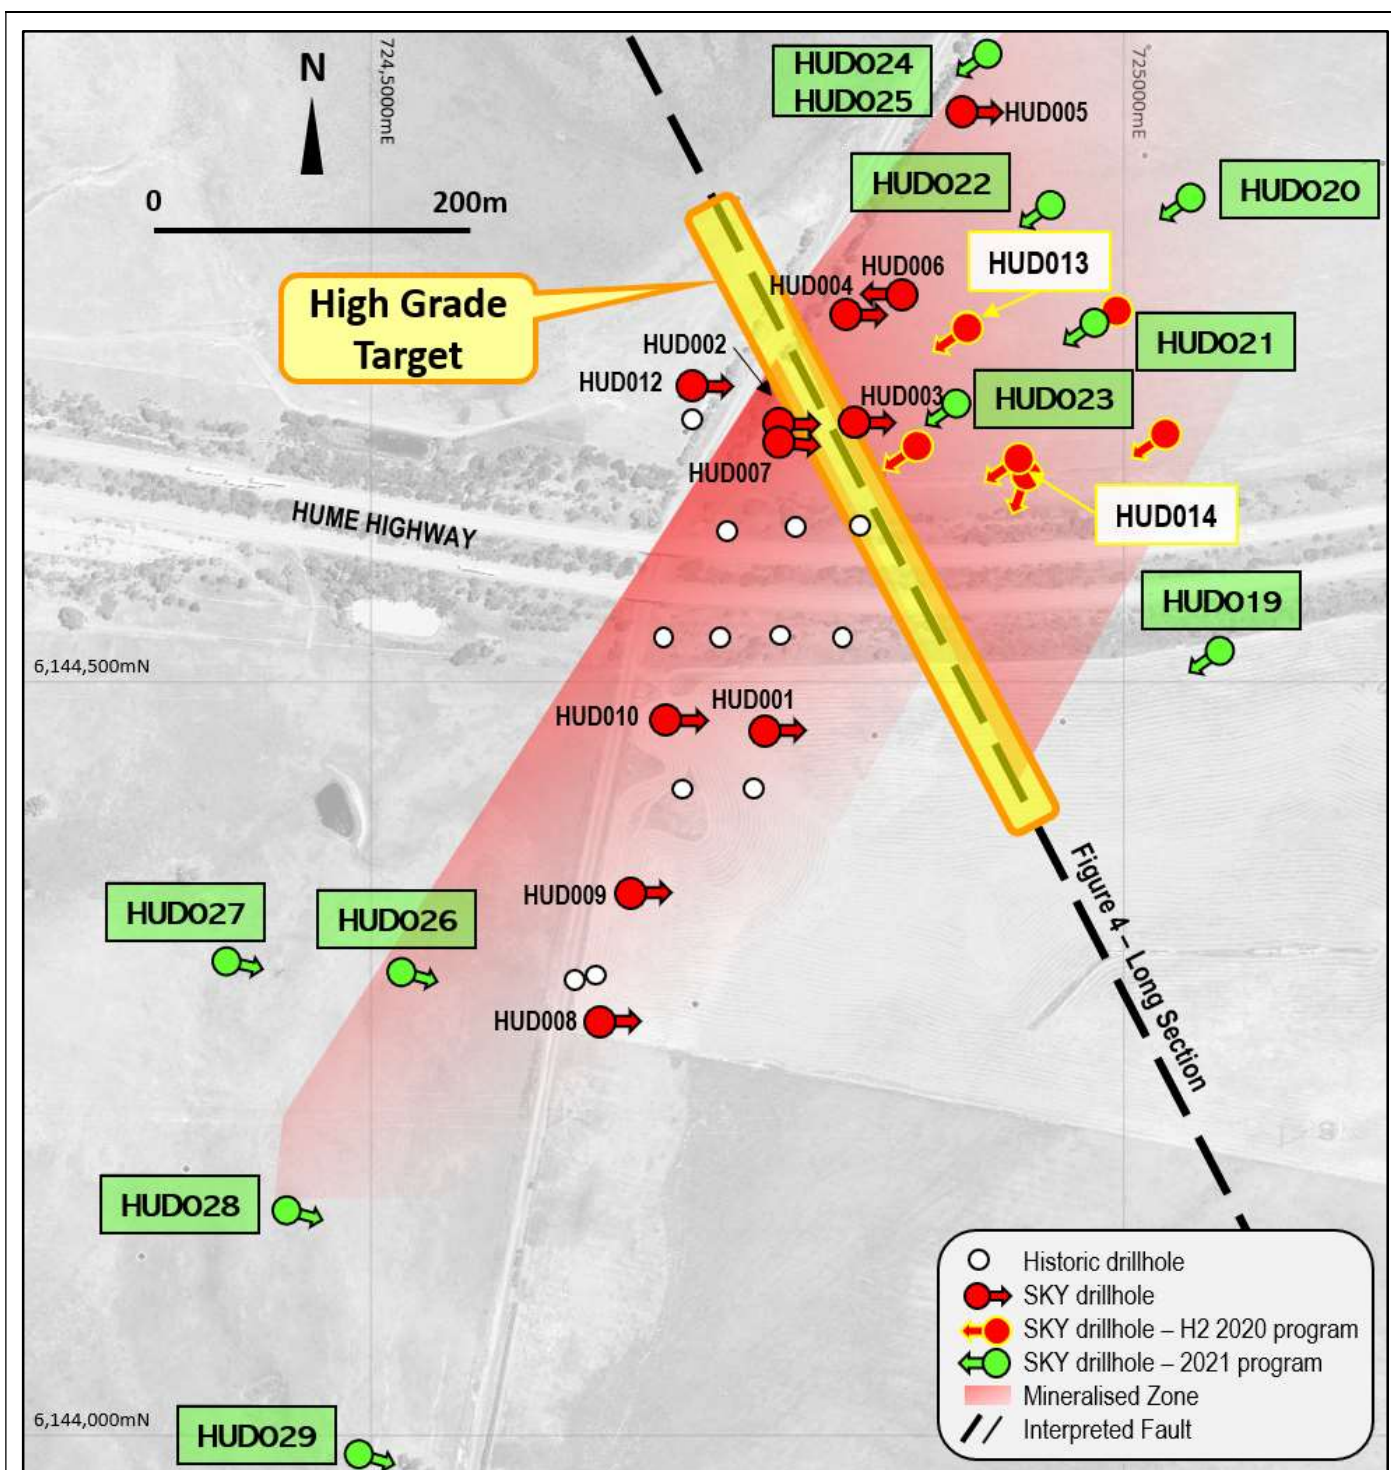 N
724,5000mE
725000mE
0 200m
HUD024
HUD025
HUD005
HUD022
HUD020
HUD013
HUD006
HUD004
High Grade
Target
HUD002
HUD021
HUD012
HUD003
HUD023
HUD007
HUME HIGHWAY
HUD014
HUD019
6,144,500mN
HUD001
HUD010
Figure 4 – Long Section
HUD009
HUD027
HUD026
HUD008
HUD028
Historic drillhole
SKY drillhole
SKY drillhole – H2 2020 program
SKY drillhole – 2021 program
Mineralised Zone
Interpreted Fault
6,144,000mN
HUD029